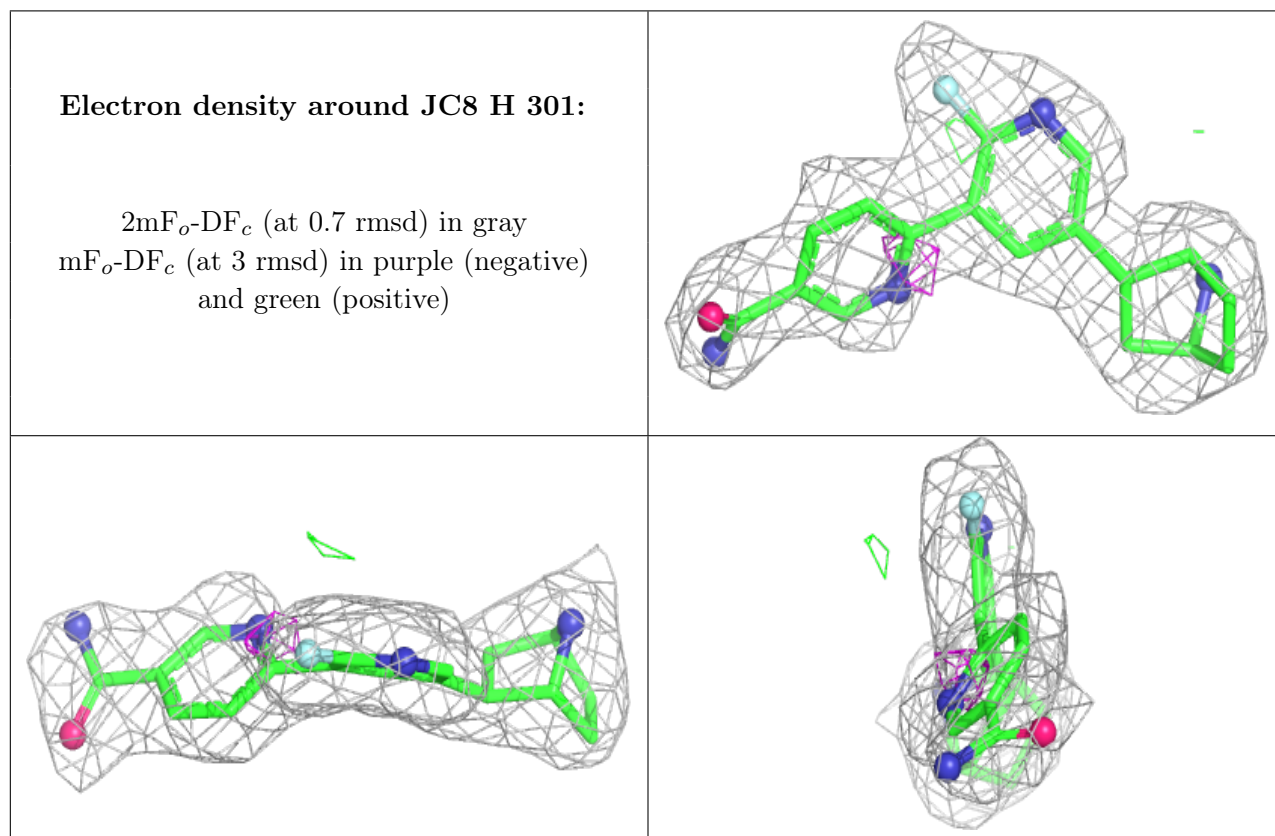 Electron density around JC8 H 301:
2mFo-DFc (at 0.7 rmsd) in gray
mFo-DFc (at 3 rmsd) in purple (negative)
and green (positive)